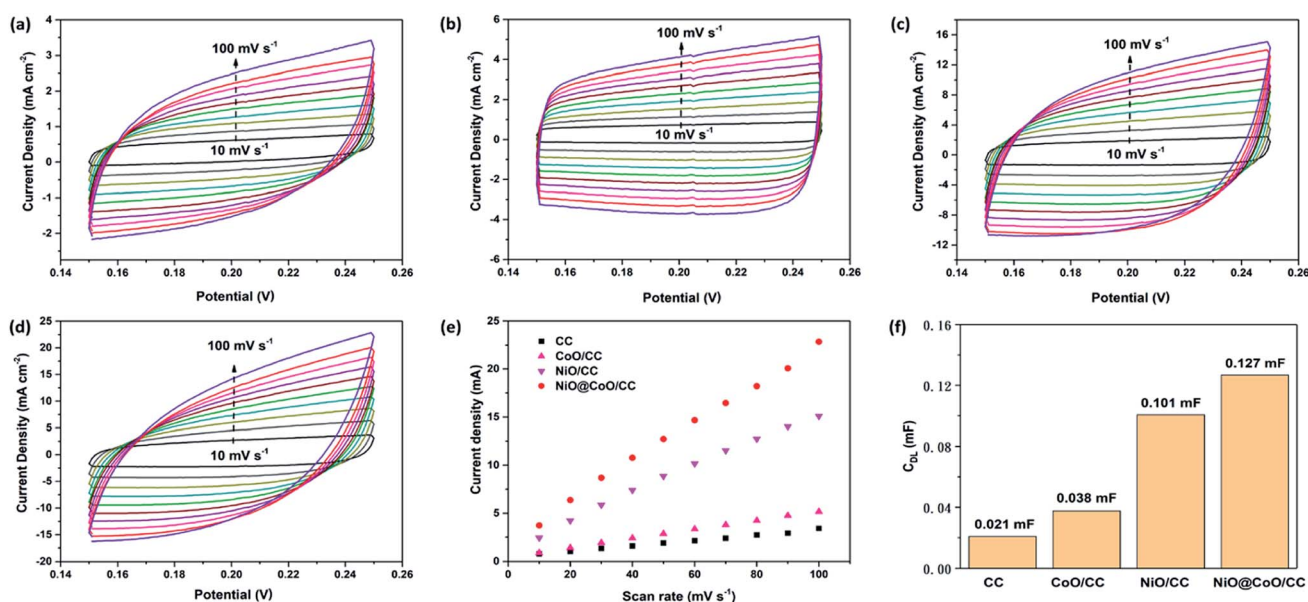 (a)
Current Density (mA cm⁻²)
4
3
2
1
0
-1
-2
100 mV s⁻¹
10 mV s⁻¹
0.14 0.16 0.18 0.20 0.22 0.24 0.26
Potential (V)
(b)
Current Density (mA cm⁻²)
6
4
2
0
-2
-4
-6
100 mV s⁻¹
10 mV s⁻¹
0.14 0.16 0.18 0.20 0.22 0.24 0.26
Potential (V)
(c)
Current Density (mA cm⁻²)
16
12
8
4
0
-4
-8
-12
100 mV s⁻¹
10 mV s⁻¹
0.14 0.16 0.18 0.20 0.22 0.24 0.26
Potential (V)
(d)
Current Density (mA cm⁻²)
25
20
15
10
5
0
-5
-10
-15
-20
100 mV s⁻¹
10 mV s⁻¹
0.14 0.16 0.18 0.20 0.22 0.24 0.26
Potential (V)
(e)
Current density (mA)
25
20
15
10
5
0
CC
CoO/CC
NiO/CC
NiO@CoO/CC
0 20 40 60 80 100
Scan rate (mV s⁻¹)
(f)
C_DL (mF)
0.16
0.12
0.08
0.04
0.00
0.021 mF
0.038 mF
0.101 mF
0.127 mF
CC CoO/CC NiO/CC NiO@CoO/CC